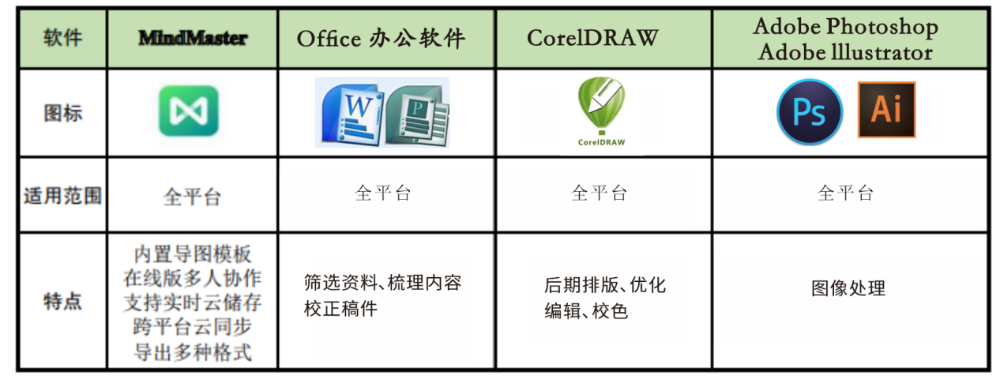 软件
MindMaster
Office 办公软件
CorelDRAW
Adobe Photoshop
Adobe lllustrator
图标
W
P
CorelDRAW
Ps
Ai
适用范围
全平台
全平台
全平台
全平台
特点
内置导图模板
在线版多人协作
支持实时云储存
跨平台云同步
导出多种格式
筛选资料、梳理内容
校正稿件
后期排版、优化
编辑、校色
图像处理